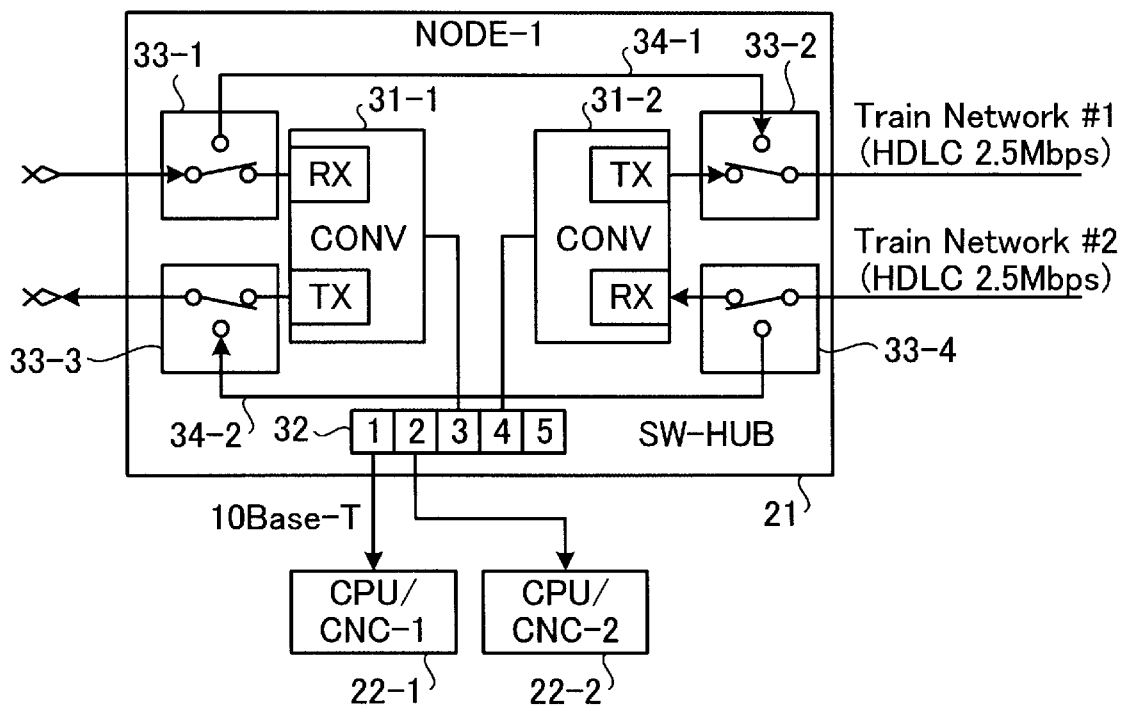 NODE-1
33-1
34-1
33-2
31-1
31-2
Train Network #1
(HDLC 2.5Mbps)
RX
TX
CONV
CONV
Train Network #2
(HDLC 2.5Mbps)
TX
RX
33-3
33-4
34-2
32
1 2 3 4 5
SW-HUB
10Base-T
21
CPU/
CNC-1
CPU/
CNC-2
22-1
22-2